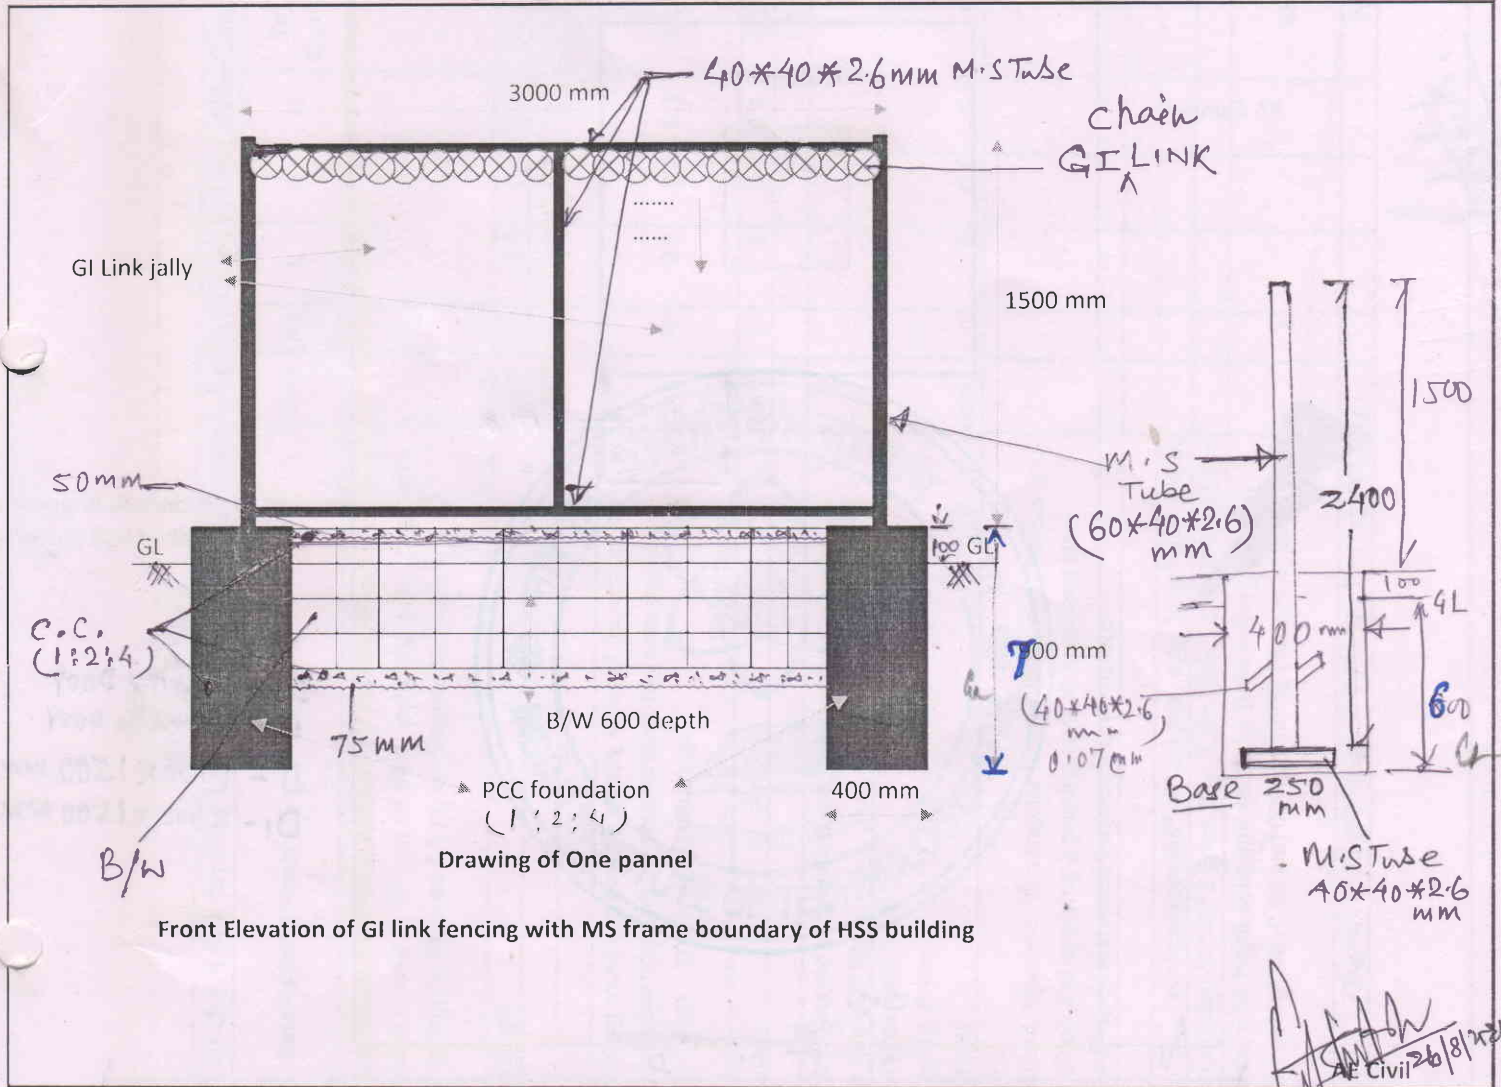 40*40*2.6mm M.S Tube
3000 mm
chain
GI LINK
.......
......
GI Link jally
1500 mm
1500
M.S
Tube
(60*40*2.6)
mm
2400
50mm
GL
100
GL
100
GL
C.C.
(1:2:4)
400 mm
700 mm
(40*40*2.6,
mm
0.07
600
B/W 600 depth
75 mm
PCC foundation
(1:2:4)
400 mm
Base
250
mm
B/W
Drawing of One pannel
M.S Tube
40*40*2.6
mm
Front Elevation of GI link fencing with MS frame boundary of HSS building
26/8/
AE Civil